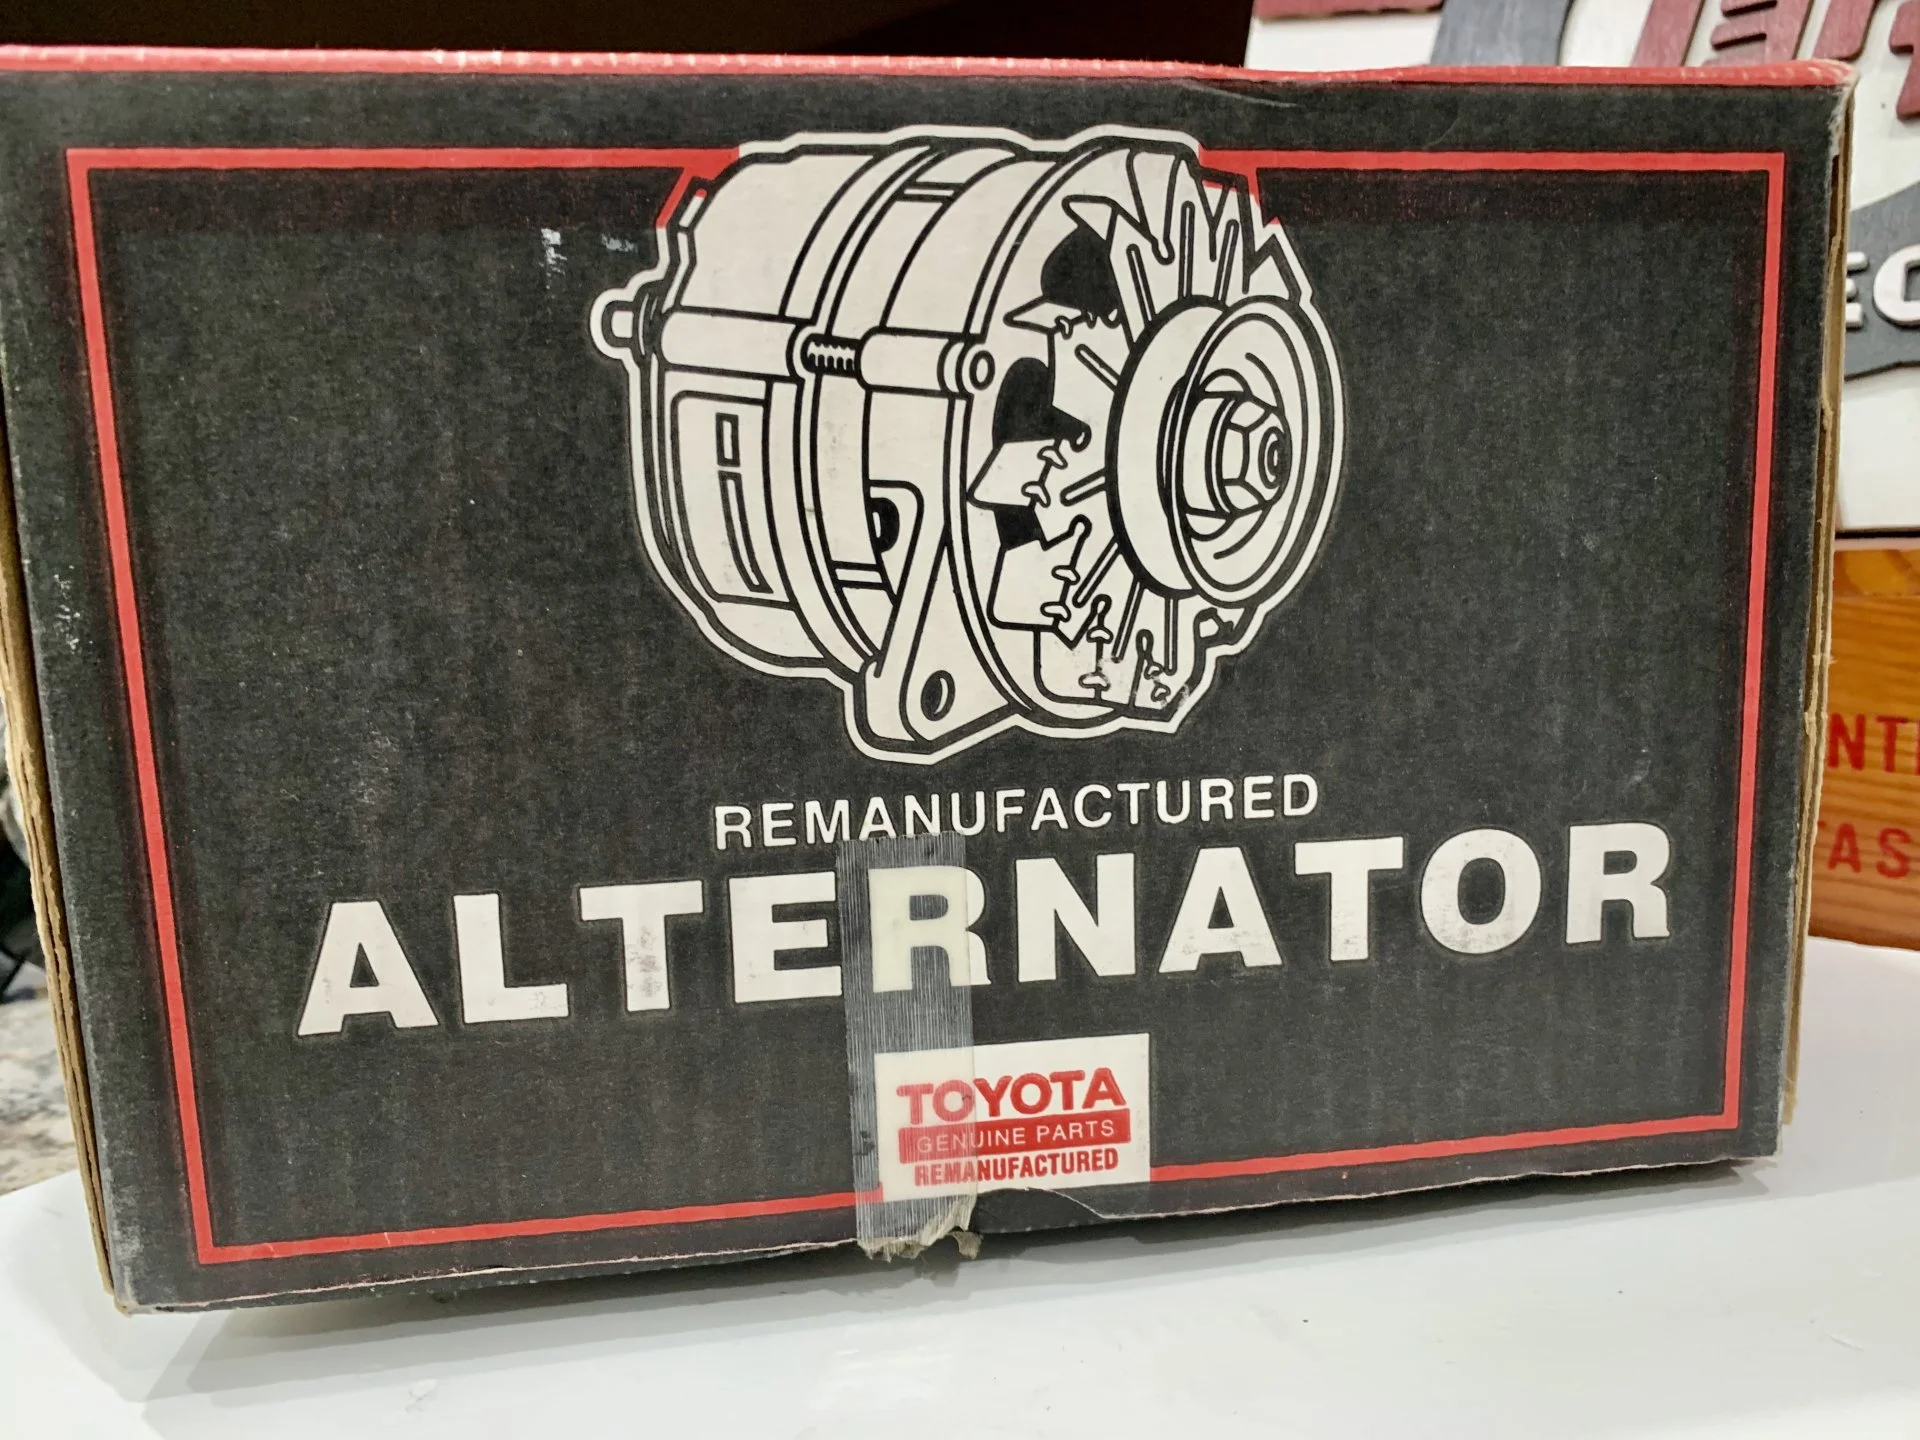 REMANUFACTURED
ALTERNATOR
TOYOTA
GENUINE PARTS
REMANUFACTURED